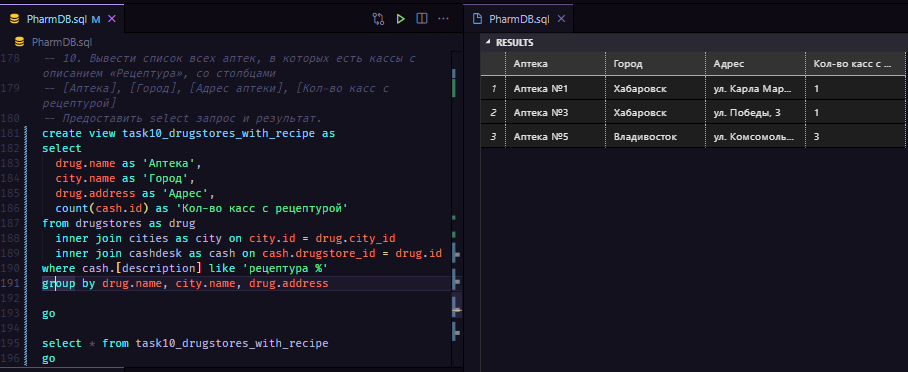 PharmDB.sql M
PharmDB.sql
178 -- 10. Вывести список всех аптек, в которых есть кассы с
описанием «Рецептура», со столбцами
179 -- [Аптека], [Город], [Адрес аптеки], [Кол-во касс с
рецептурой]
180 -- Предоставить select запрос и результат.
181 create view task10_drugstores_with_recipe as
182 select
183 drug.name as 'Аптека',
184 city.name as 'Город',
185 drug.address as 'Адрес',
186 count(cash.id) as 'Кол-во касс с рецептурой'
187 from drugstores as drug
188 inner join cities as city on city.id = drug.city_id
189 inner join cashdesk as cash on cash.drugstore_id = drug.id
190 where cash.[description] like 'рецептура %'
191 group by drug.name, city.name, drug.address
192
193 go
194
195 select * from task10_drugstores_with_recipe
196 go
PharmDB.sql
RESULTS
Аптека Город Адрес Кол-во касс с ...
1 Аптека №1 Хабаровск ул. Карла Мар... 1
2 Аптека №3 Хабаровск ул. Победы, 3 1
3 Аптека №5 Владивосток ул. Комсомоль... 3